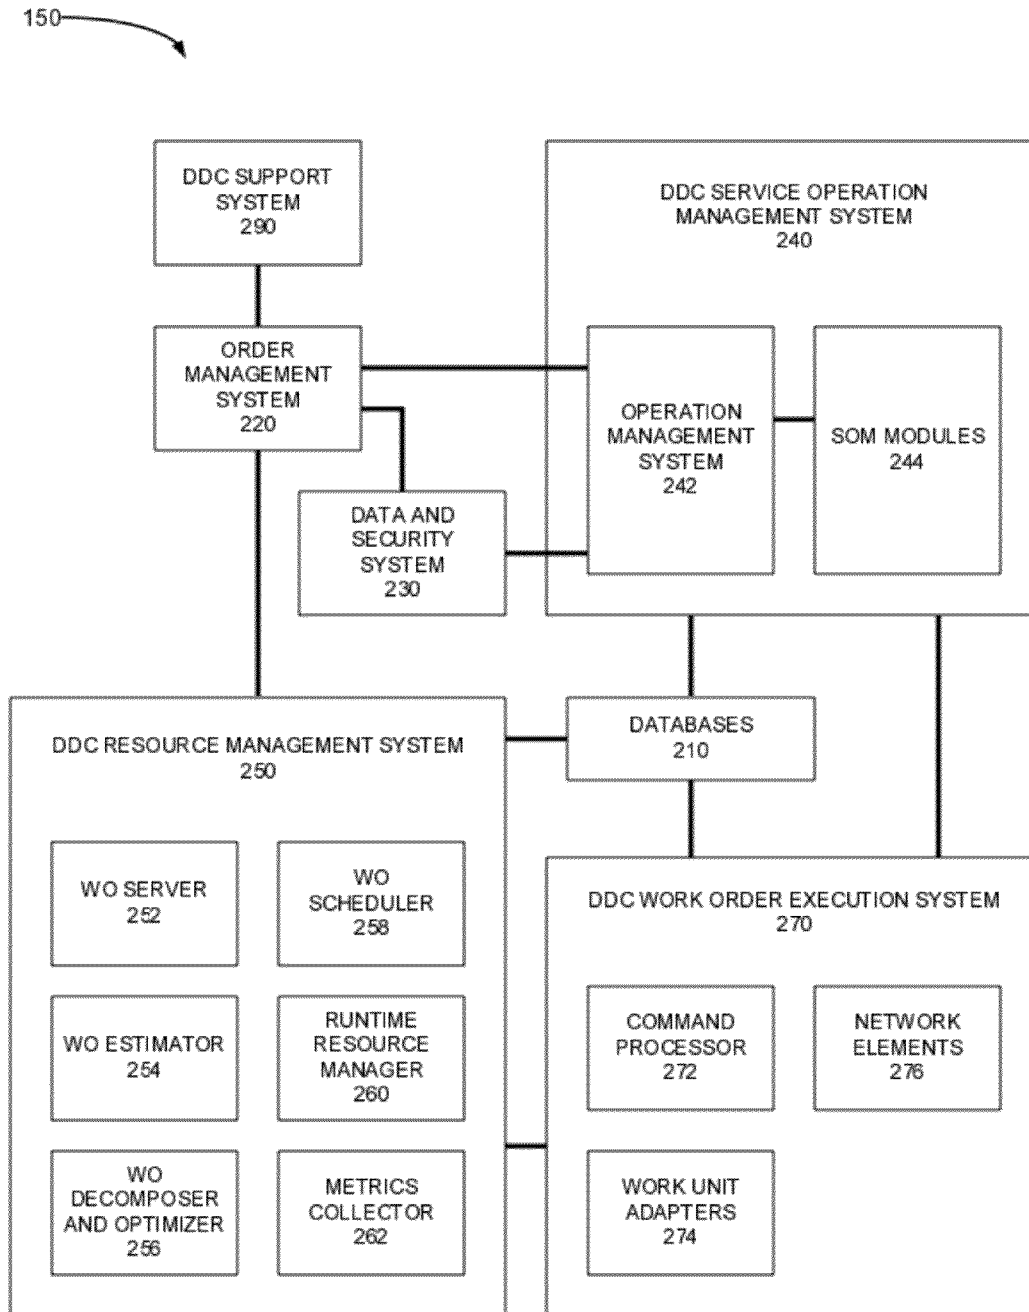 150
DDC SUPPORT
SYSTEM
290
DDC SERVICE OPERATION
MANAGEMENT SYSTEM
240
ORDER
MANAGEMENT
SYSTEM
220
OPERATION
MANAGEMENT
SYSTEM
242
SOM MODULES
244
DATA AND
SECURITY
SYSTEM
230
DDC RESOURCE MANAGEMENT SYSTEM
250
DATABASES
210
WO SERVER
252
WO
SCHEDULER
258
WO ESTIMATOR
254
RUNTIME
RESOURCE
MANAGER
260
WO
DECOMPOSER
AND OPTIMIZER
256
METRICS
COLLECTOR
262
DDC WORK ORDER EXECUTION SYSTEM
270
COMMAND
PROCESSOR
272
NETWORK
ELEMENTS
276
WORK UNIT
ADAPTERS
274